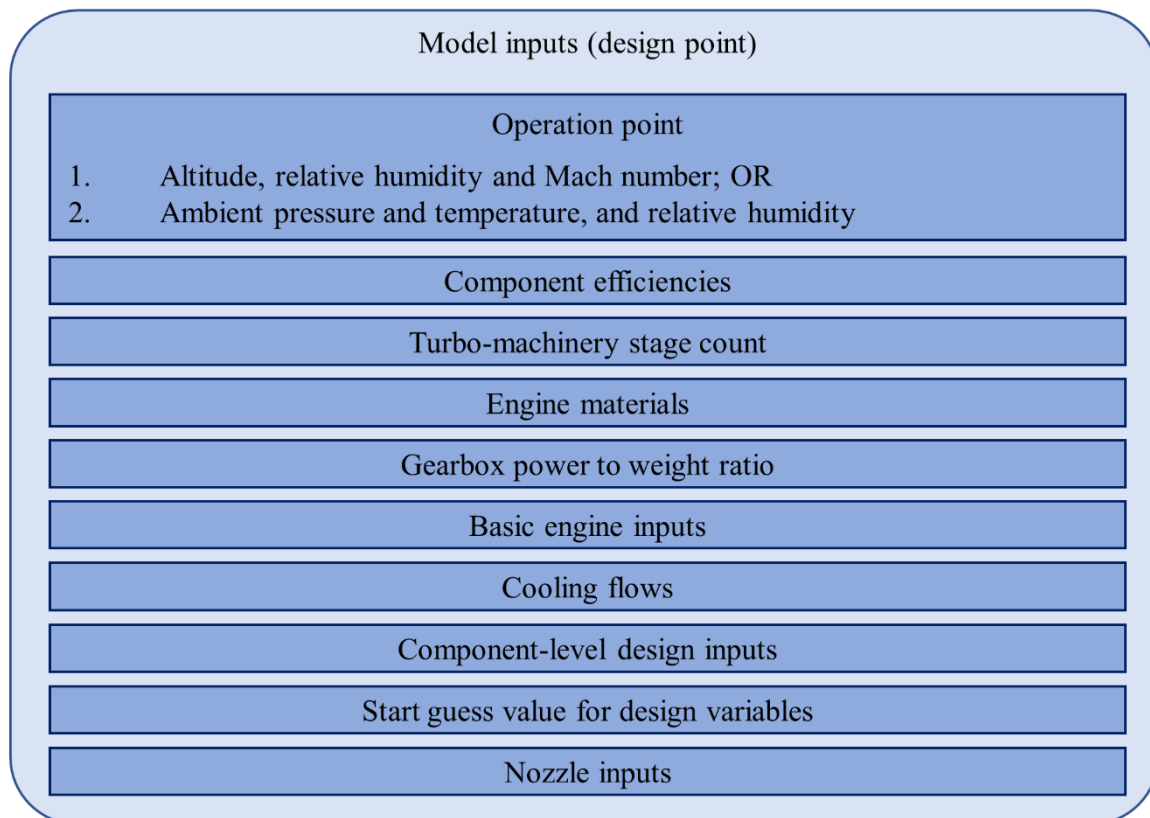 Model inputs (design point)
Operation point
1. Altitude, relative humidity and Mach number; OR
2. Ambient pressure and temperature, and relative humidity
Component efficiencies
Turbo-machinery stage count
Engine materials
Gearbox power to weight ratio
Basic engine inputs
Cooling flows
Component-level design inputs
Start guess value for design variables
Nozzle inputs